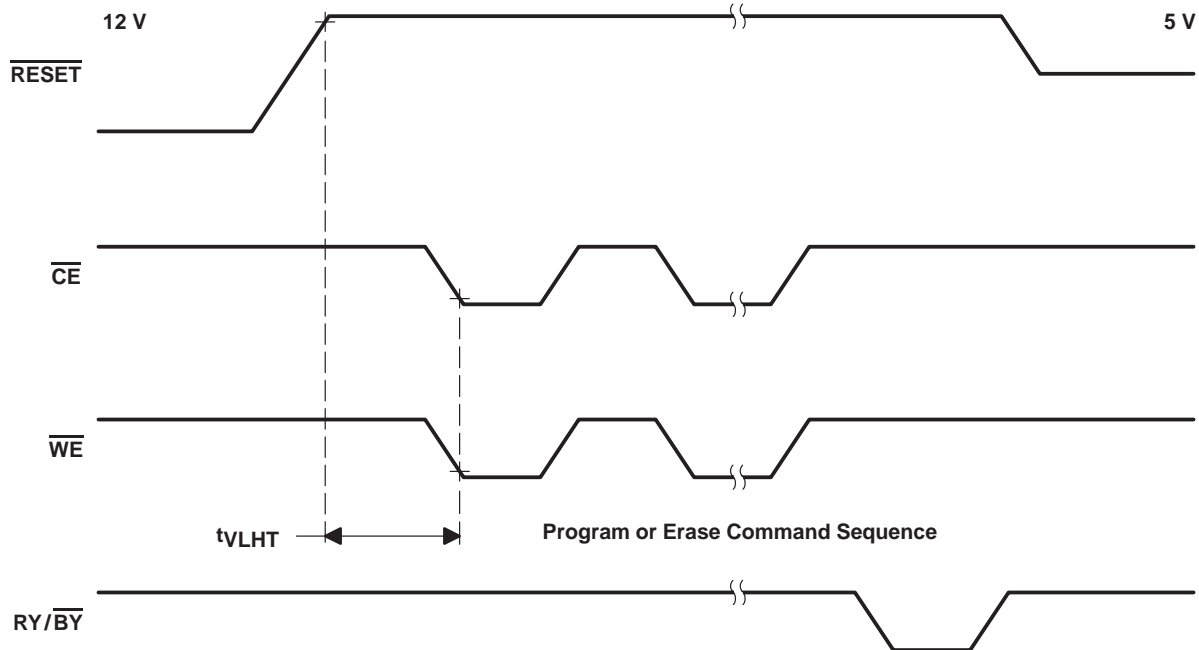 12 V
5 V
RESET
CE
WE
tVLHT
Program or Erase Command Sequence
RY/BY